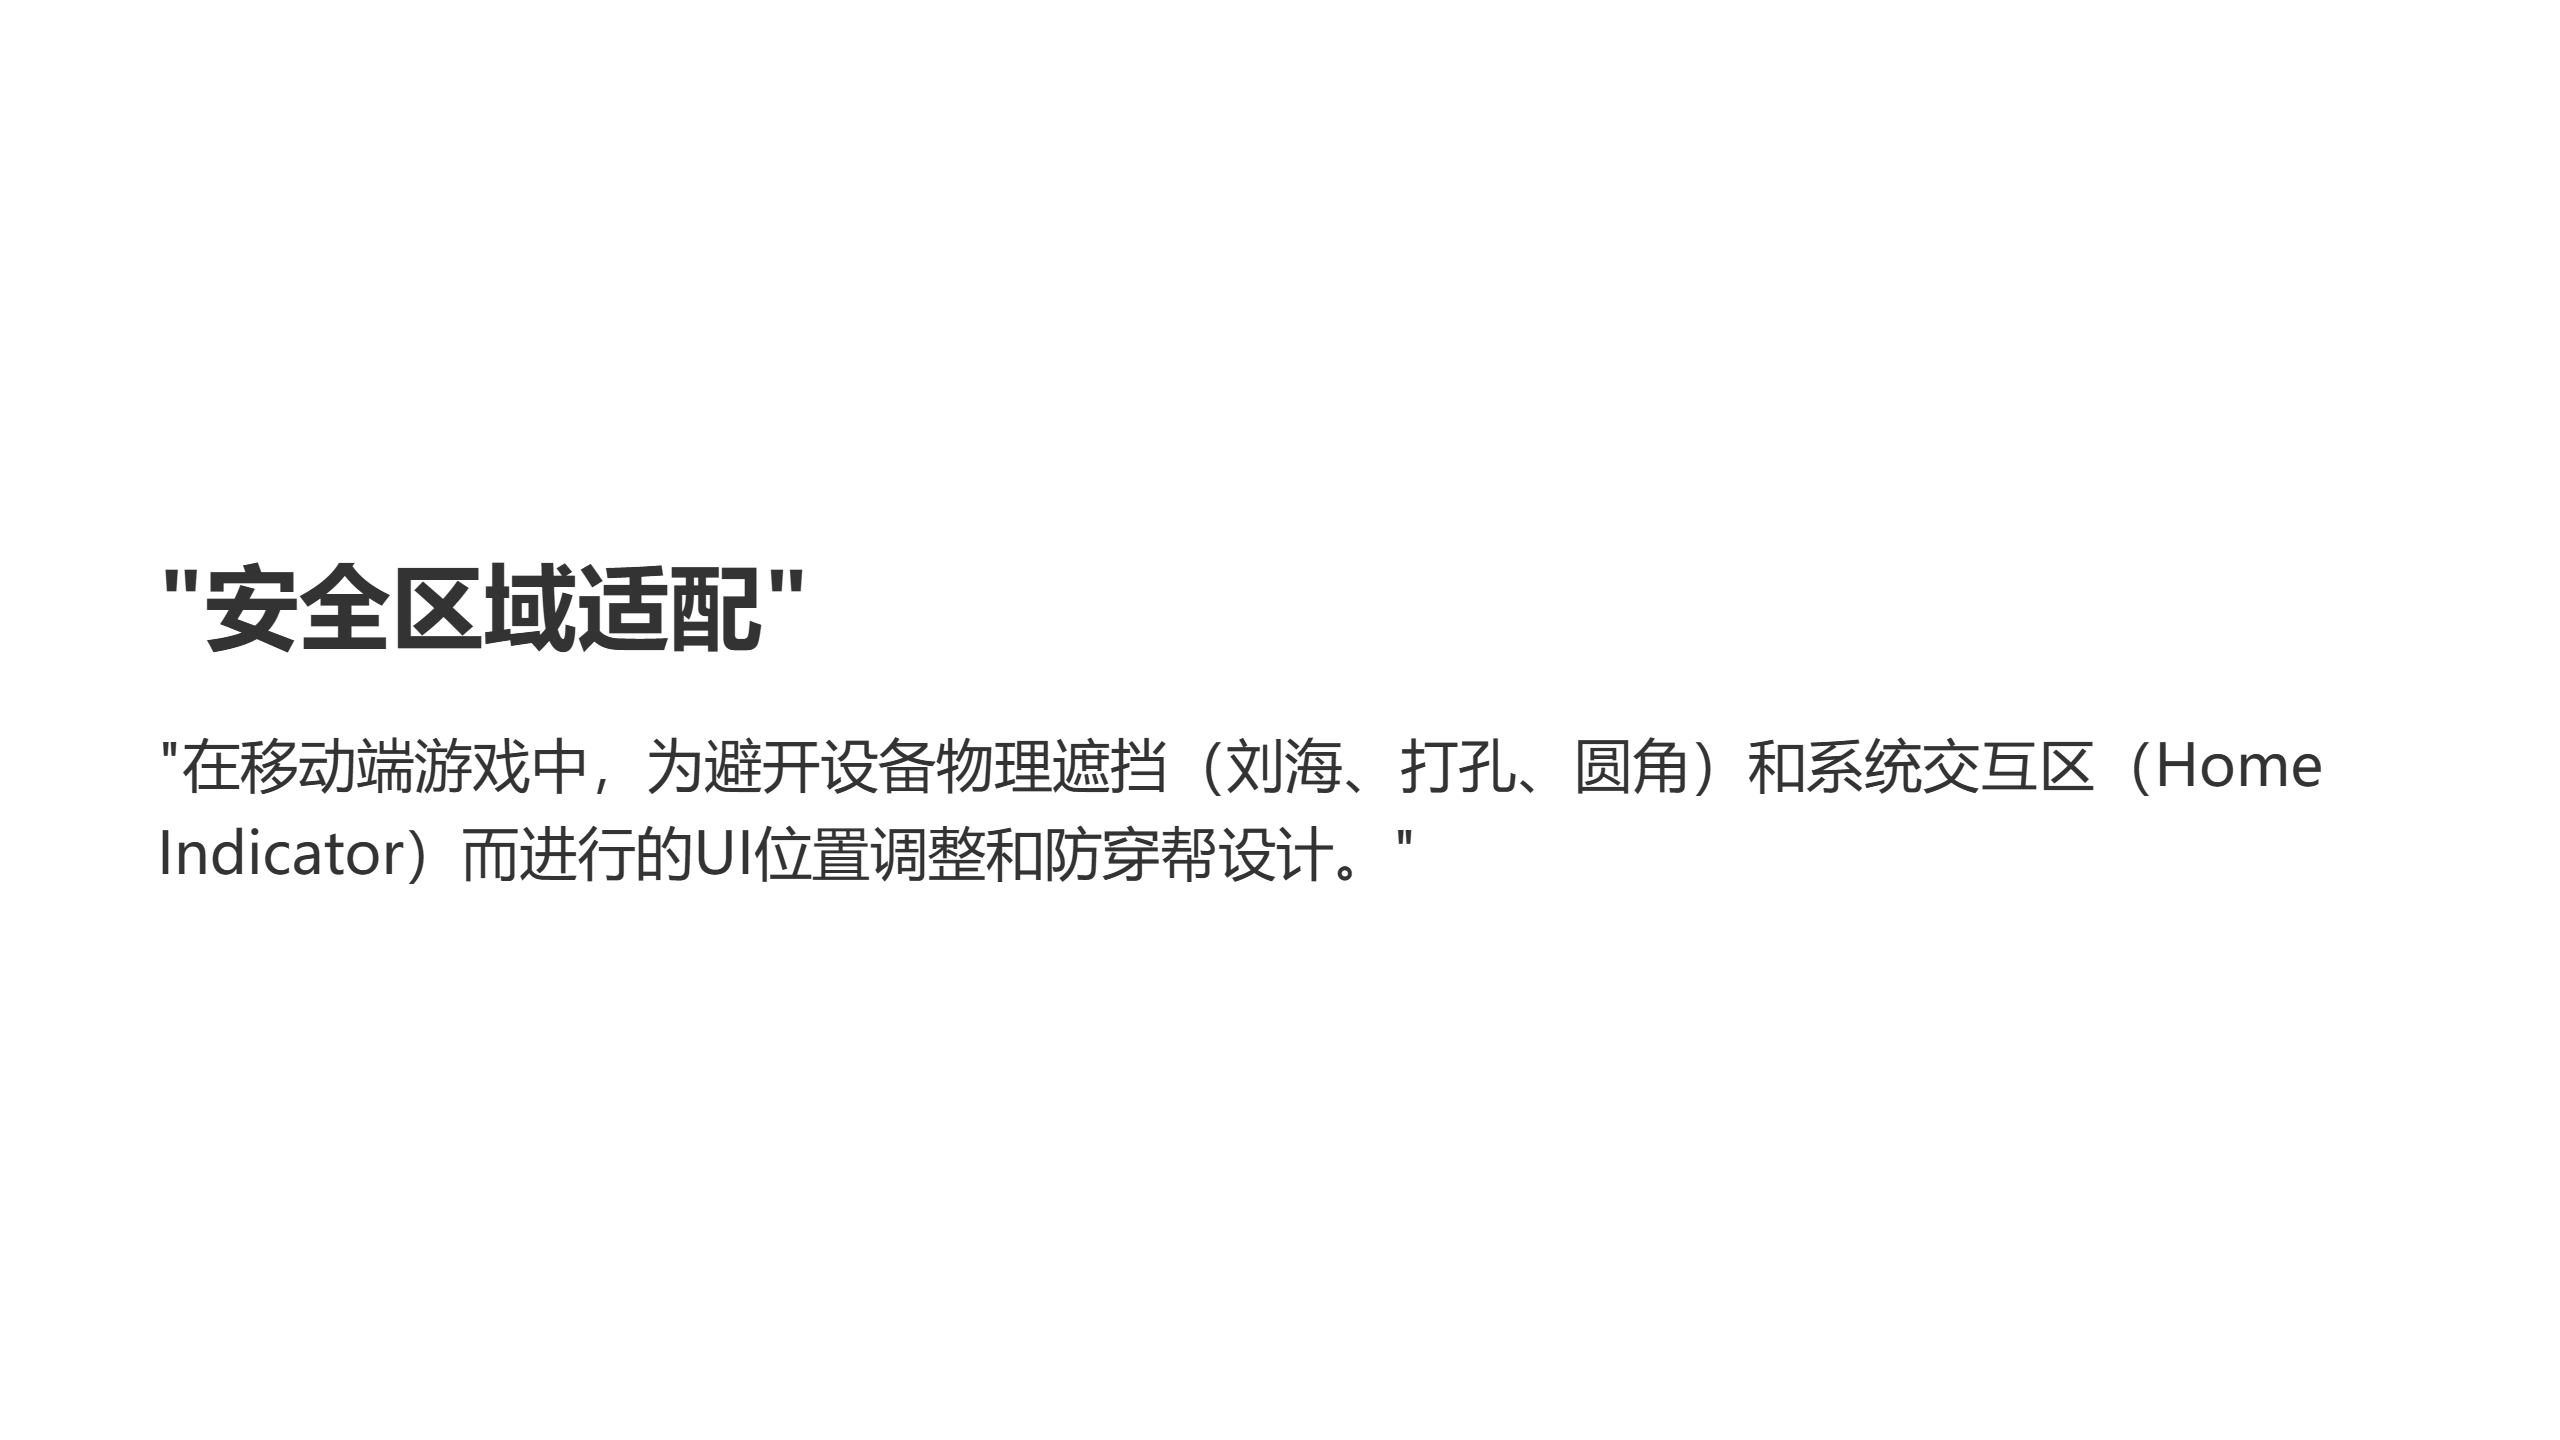 "安全区域适配"
"在移动端游戏中，为避开设备物理遮挡（刘海、打孔、圆角）和系统交互区（Home
Indicator）而进行的UI位置调整和防穿帮设计。"